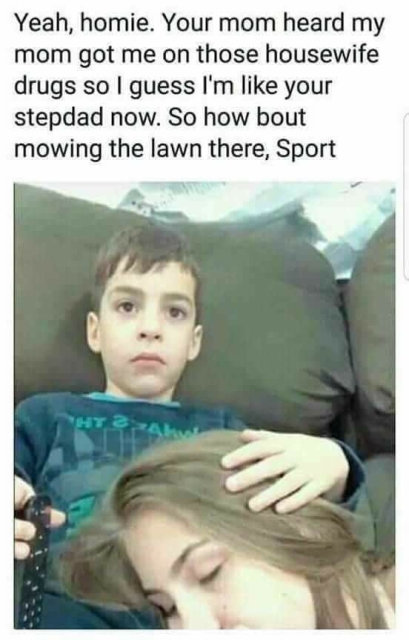 Yeah, homie. Your mom heard my
mom got me on those housewife
drugs so I guess I'm like your
stepdad now. So how bout
mowing the lawn there, Sport